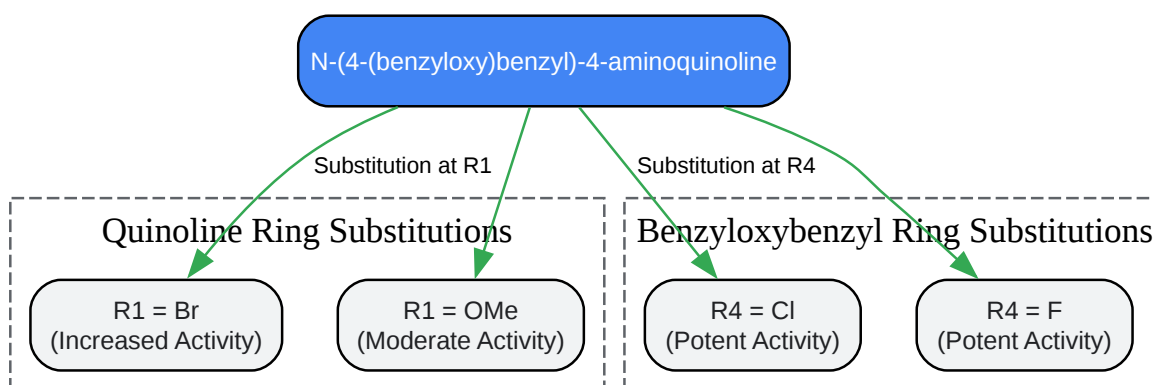 N-(4-(benzyloxy)benzyl)-4-aminoquinoline
Substitution at R1
Substitution at R4
Quinoline Ring Substitutions
Benzyloxybenzyl Ring Substitutions
R1 = Br
(Increased Activity)
R1 = OMe
(Moderate Activity)
R4 = Cl
(Potent Activity)
R4 = F
(Potent Activity)